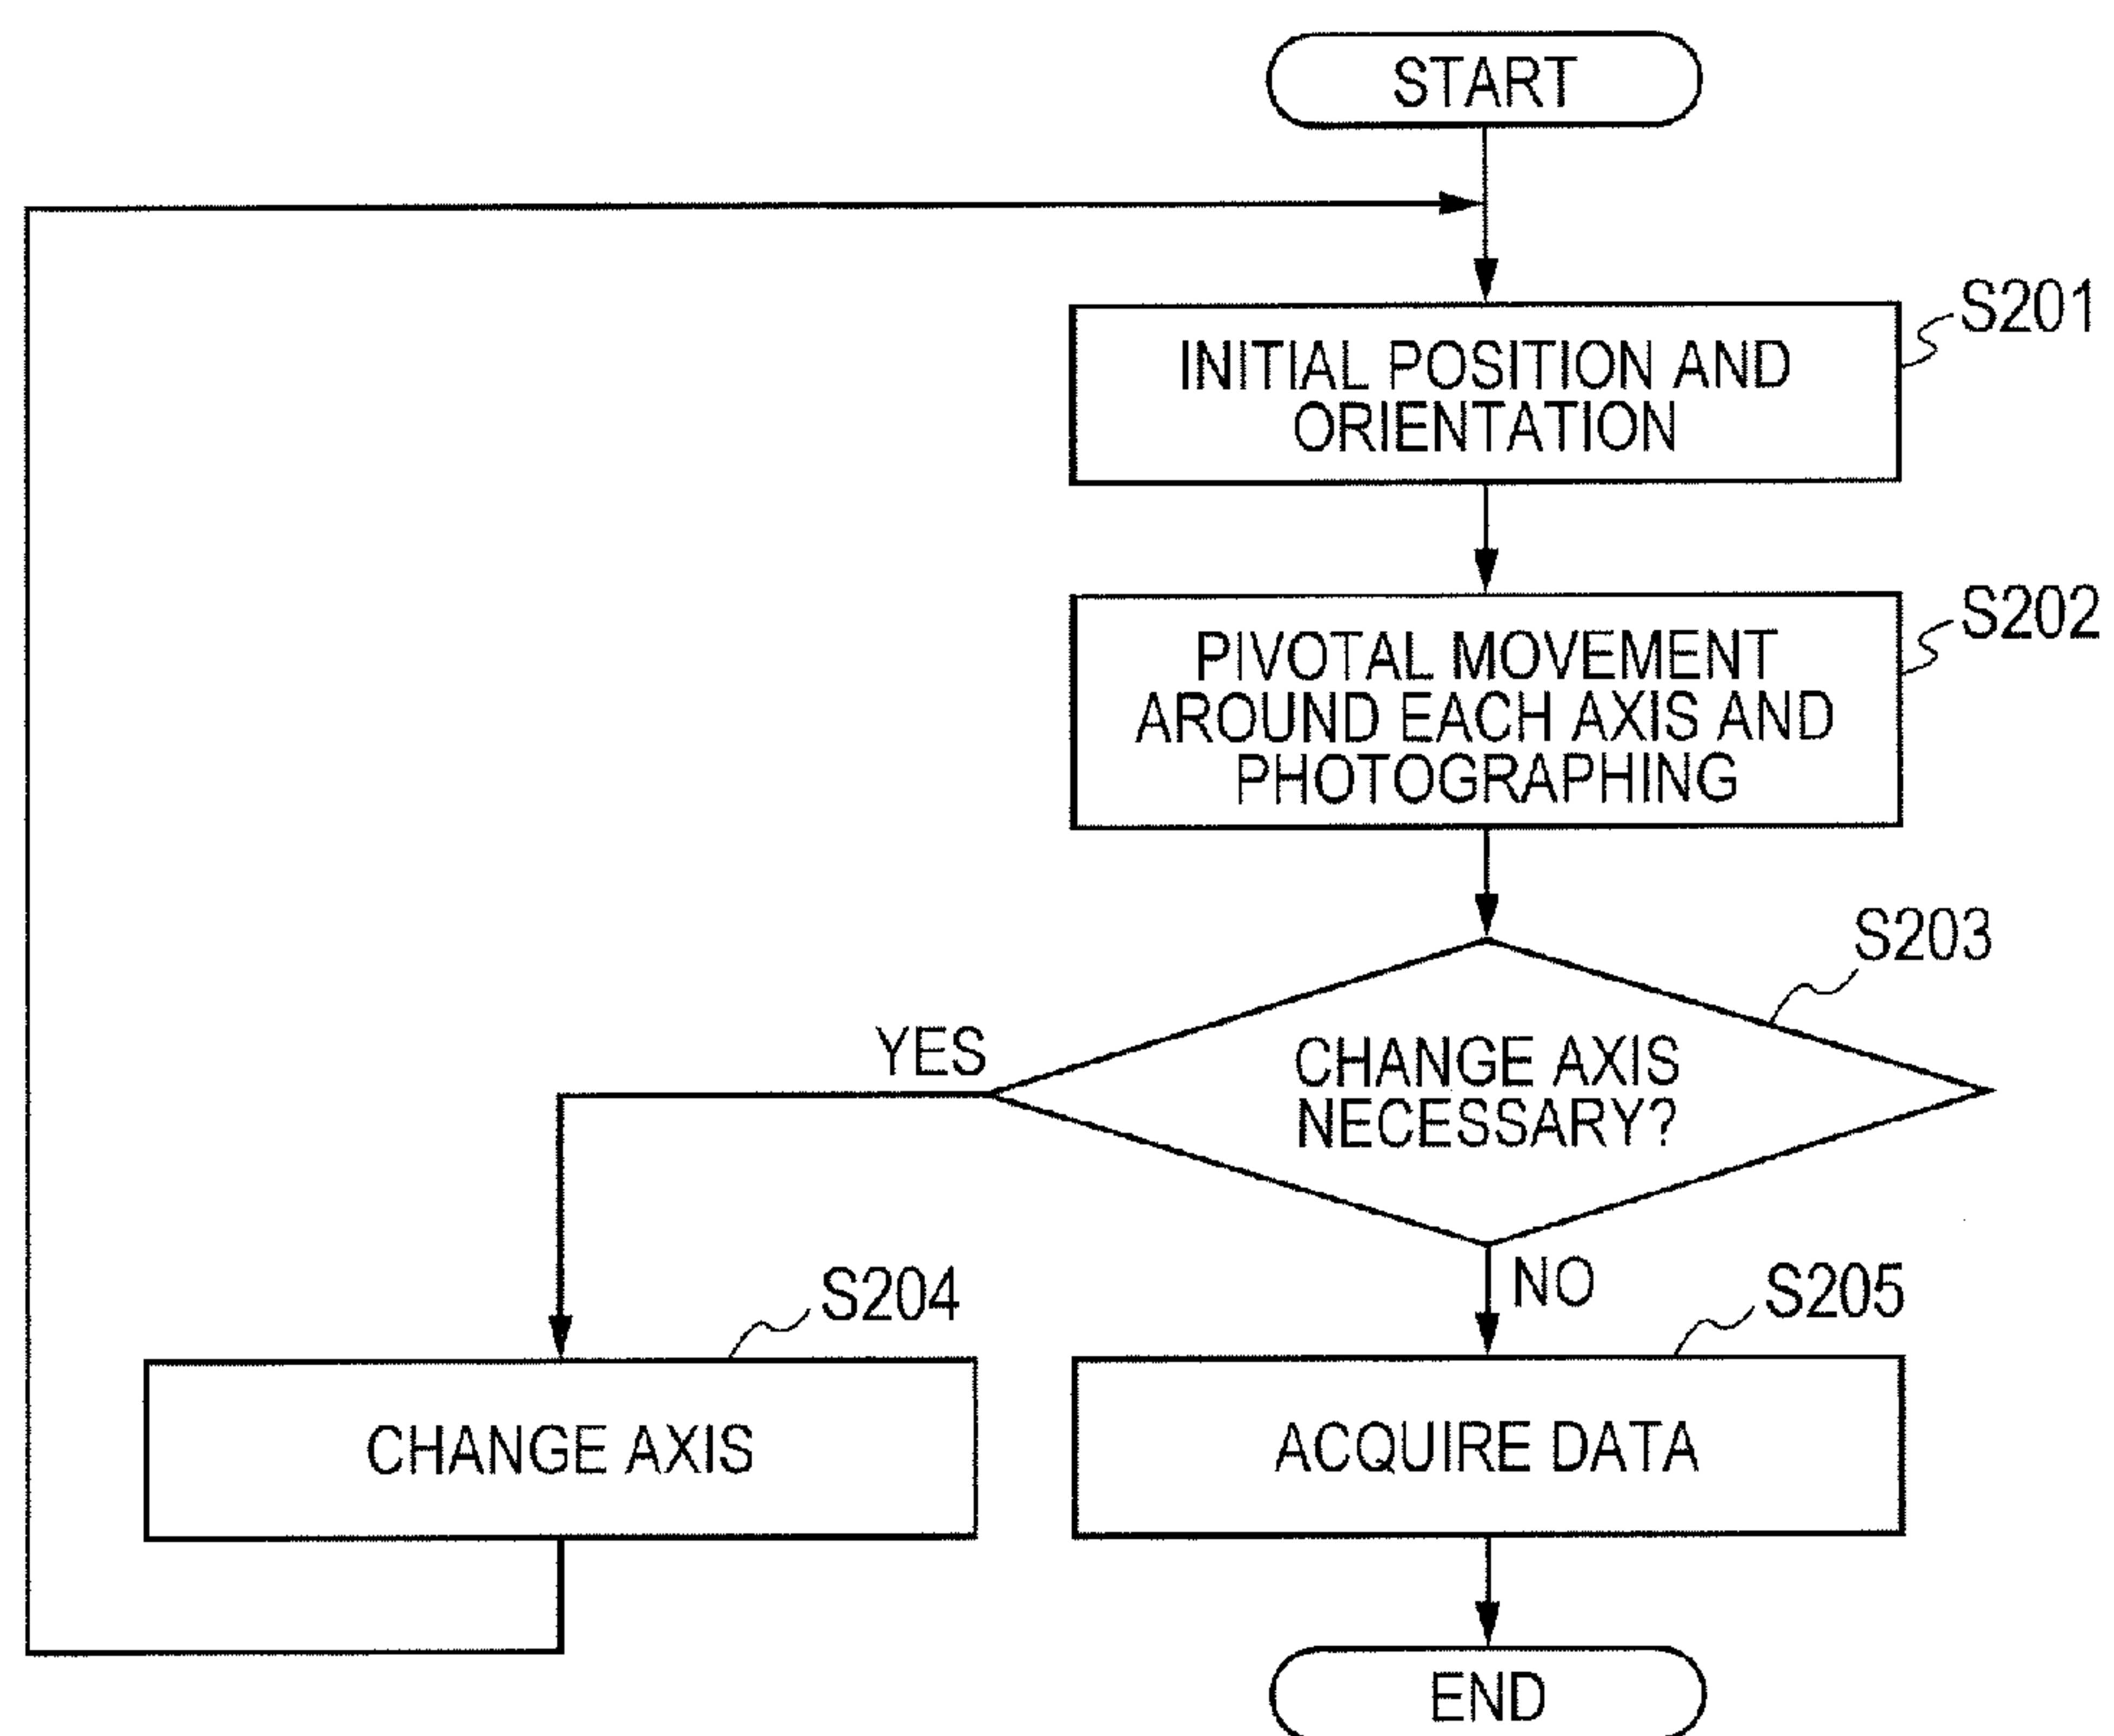 START
S201
INITIAL POSITION AND
ORIENTATION
S202
PIVOTAL MOVEMENT
AROUND EACH AXIS AND
PHOTOGRAPHING
S203
YES
CHANGE AXIS
NECESSARY?
NO
S204
CHANGE AXIS
S205
ACQUIRE DATA
END